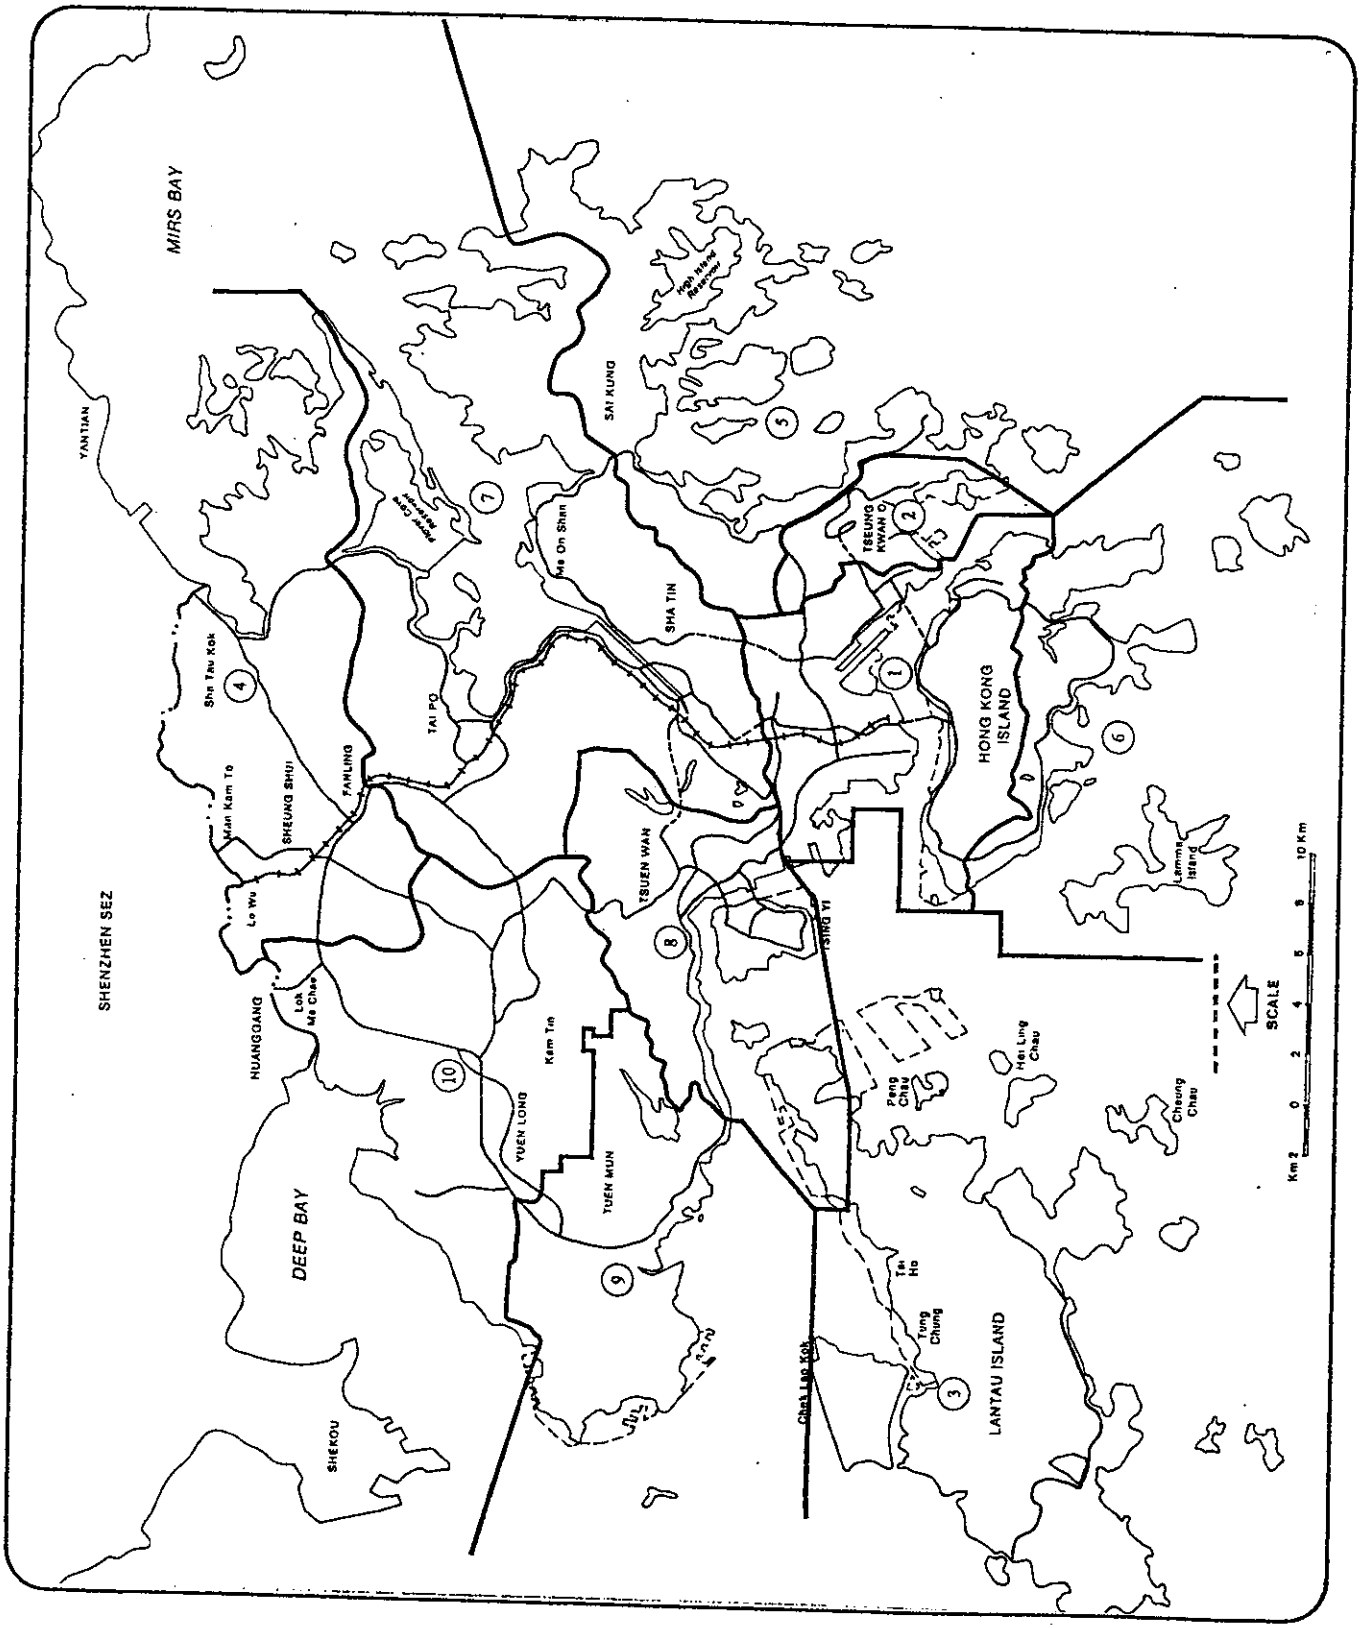 SHENZHEN SEZ
MIRS BAY
YANTIAN
Sha Tau Kok
4
Man Kam To
SHEUNG SHUI
Lo Wu
FANLING
HUANGGANG
Lok
Ma Chau
DEEP BAY
SHEKOU
Plover Cove
Reservoir
7
TAI PO
10
YUEN LONG
Kam Tin
TUEN MUN
9
TSUEN WAN
8
TSING YI
Ma On Shan
SHA TIN
SAI KUNG
High Island
Reservoir
5
TSEUNG
KWAN O
2
1
HONG KONG
ISLAND
6
Lamma
Island
Peng
Chau
Hei Ling
Chau
Cheung
Chau
Tai
Ho
Tung
Chung
Chek Lap Kok
3
LANTAU ISLAND
SCALE
Km 2
0
2
4
6
8
10 Km